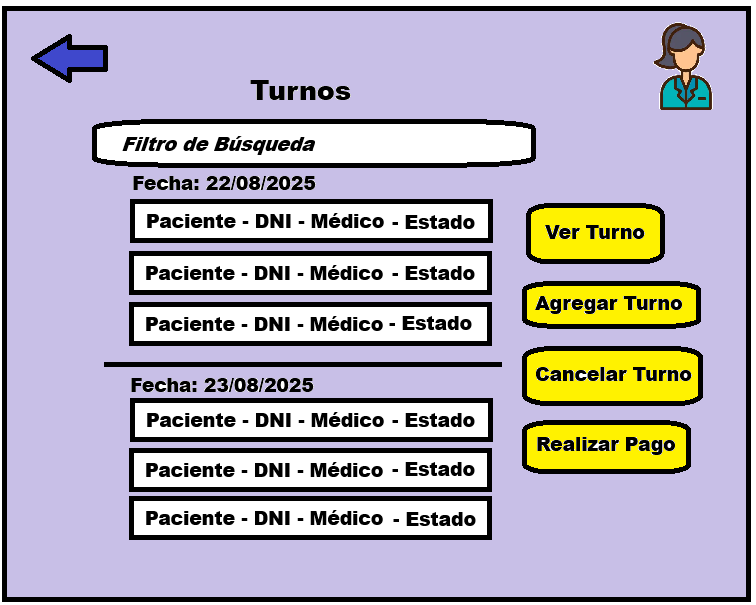 Turnos
Filtro de Búsqueda
Fecha: 22/08/2025
Paciente - DNI - Médico - Estado
Paciente - DNI - Médico - Estado
Paciente - DNI - Médico - Estado
Fecha: 23/08/2025
Paciente - DNI - Médico - Estado
Paciente - DNI - Médico - Estado
Paciente - DNI - Médico - Estado
Ver Turno
Agregar Turno
Cancelar Turno
Realizar Pago